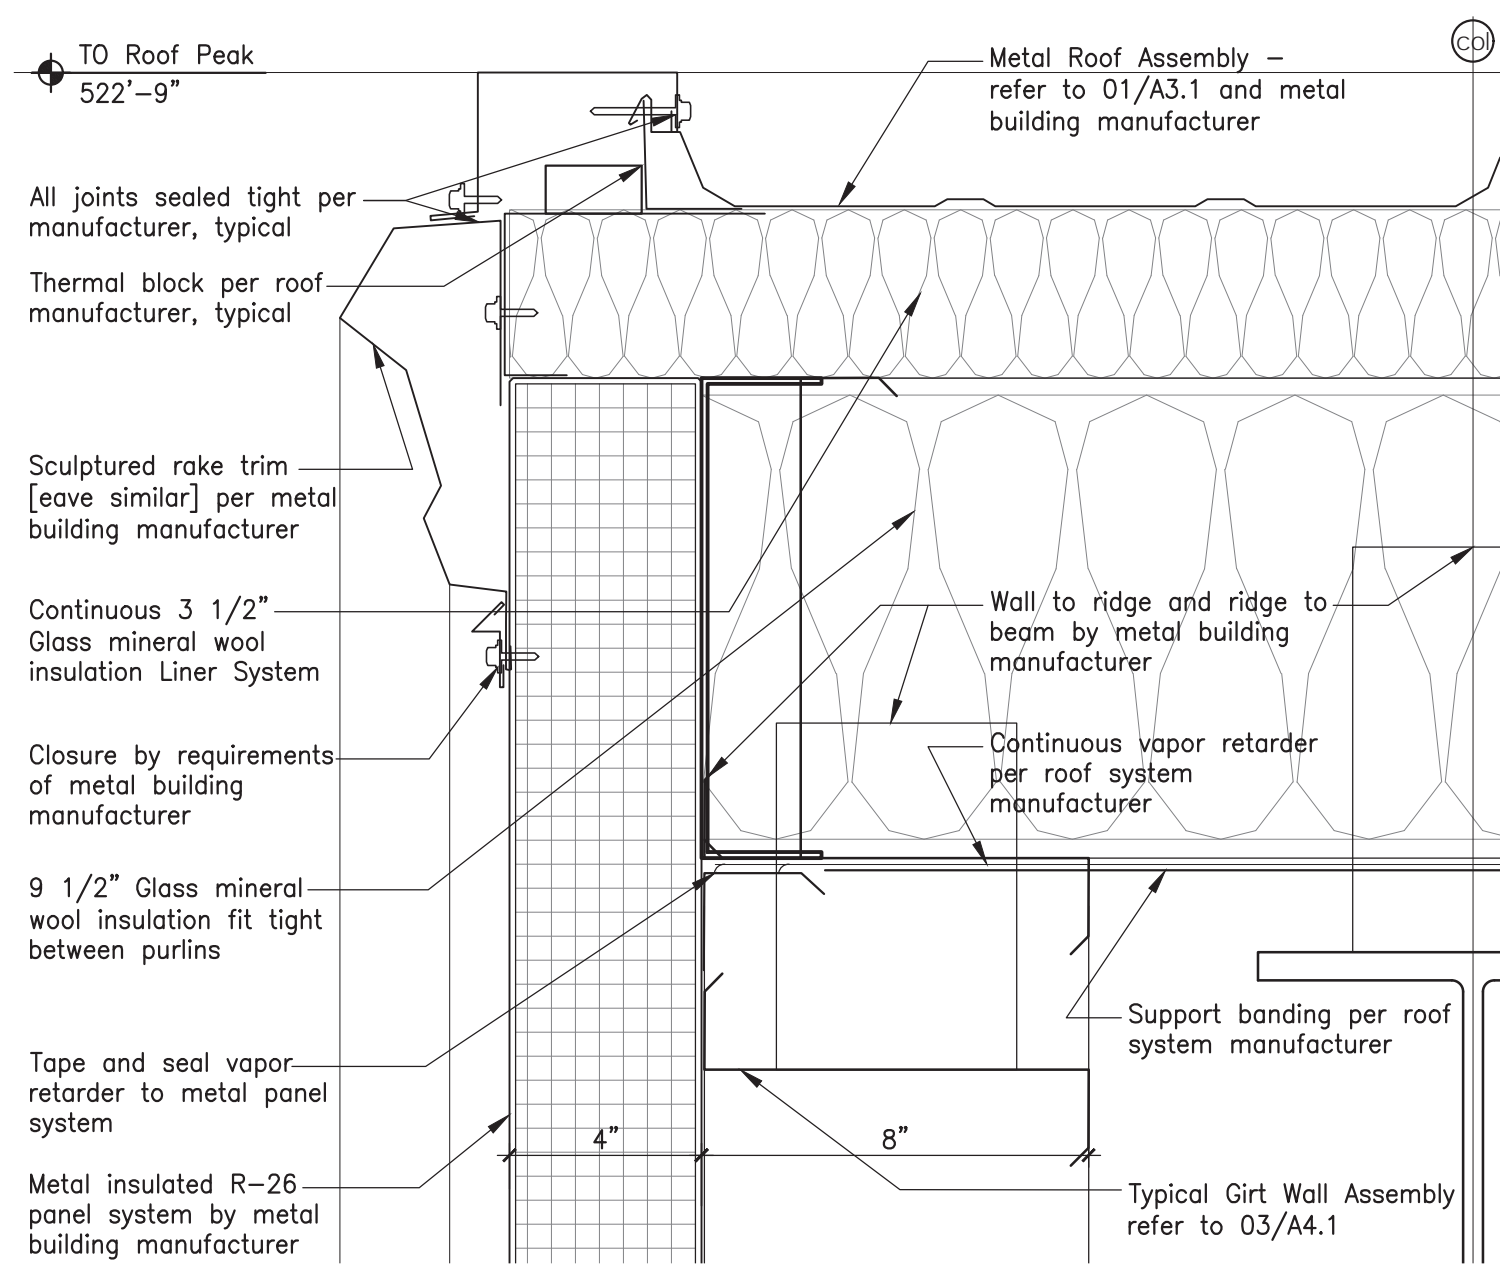 TO Roof Peak
522'-9"
Metal Roof Assembly -
refer to 01/A3.1 and metal
building manufacturer
col
All joints sealed tight per
manufacturer, typical
Thermal block per roof
manufacturer, typical
Sculptured rake trim
[eave similar] per metal
building manufacturer
Continuous 3 1/2"
Glass mineral wool
insulation Liner System
Wall to ridge and ridge to
beam by metal building
manufacturer
Closure by requirements
of metal building
manufacturer
Continuous vapor retarder
per roof system
manufacturer
9 1/2" Glass mineral
wool insulation fit tight
between purlins
Support banding per roof
system manufacturer
Tape and seal vapor
retarder to metal panel
system
4"
8"
Metal insulated R-26
panel system by metal
building manufacturer
Typical Girt Wall Assembly
refer to 03/A4.1